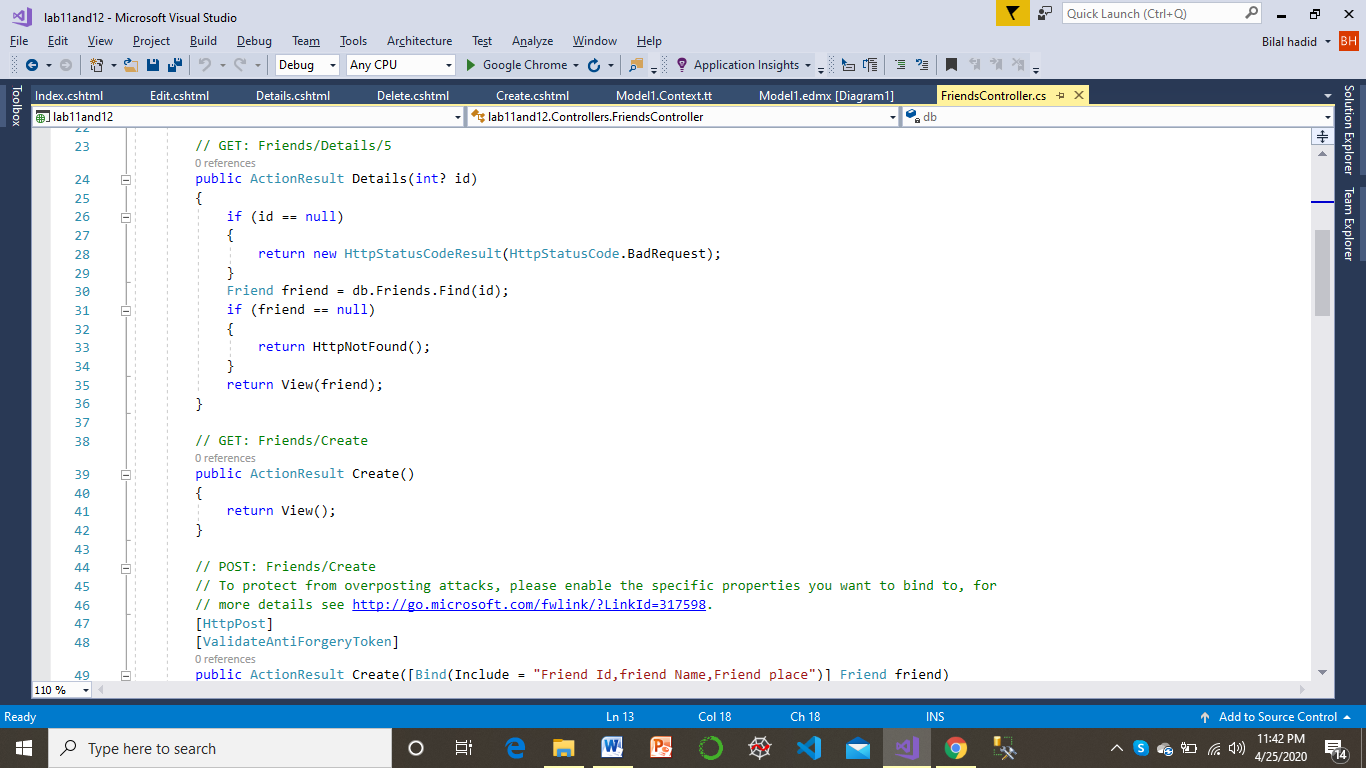 lab11and12 - Microsoft Visual Studio
Quick Launch (Ctrl+Q)
File Edit View Project Build Debug Team Tools Architecture Test Analyze Window Help
Bilal hadid BH
Debug Any CPU Google Chrome Application Insights
Toolbox
Index.cshtml Edit.cshtml Details.cshtml Delete.cshtml Create.cshtml Model1.Context.tt Model1.edmx [Diagram1] FriendsController.cs
lab11and12 lab11and12.Controllers.FriendsController db
Solution Explorer
Team Explorer
22
23 // GET: Friends/Details/5
0 references
24 public ActionResult Details(int? id)
25 {
26 if (id == null)
27 {
28 return new HttpStatusCodeResult(HttpStatusCode.BadRequest);
29 }
30 Friend friend = db.Friends.Find(id);
31 if (friend == null)
32 {
33 return HttpNotFound();
34 }
35 return View(friend);
36 }
37
38 // GET: Friends/Create
0 references
39 public ActionResult Create()
40 {
41 return View();
42 }
43
44 // POST: Friends/Create
45 // To protect from overposting attacks, please enable the specific properties you want to bind to, for
46 // more details see http://go.microsoft.com/fwlink/?LinkId=317598.
47 [HttpPost]
48 [ValidateAntiForgeryToken]
0 references
49 public ActionResult Create([Bind(Include = "Friend_Id,friend_Name,Friend_place")] Friend friend)
110 %
Ready Ln 13 Col 18 Ch 18 INS Add to Source Control
Type here to search
11:42 PM
4/25/2020
14